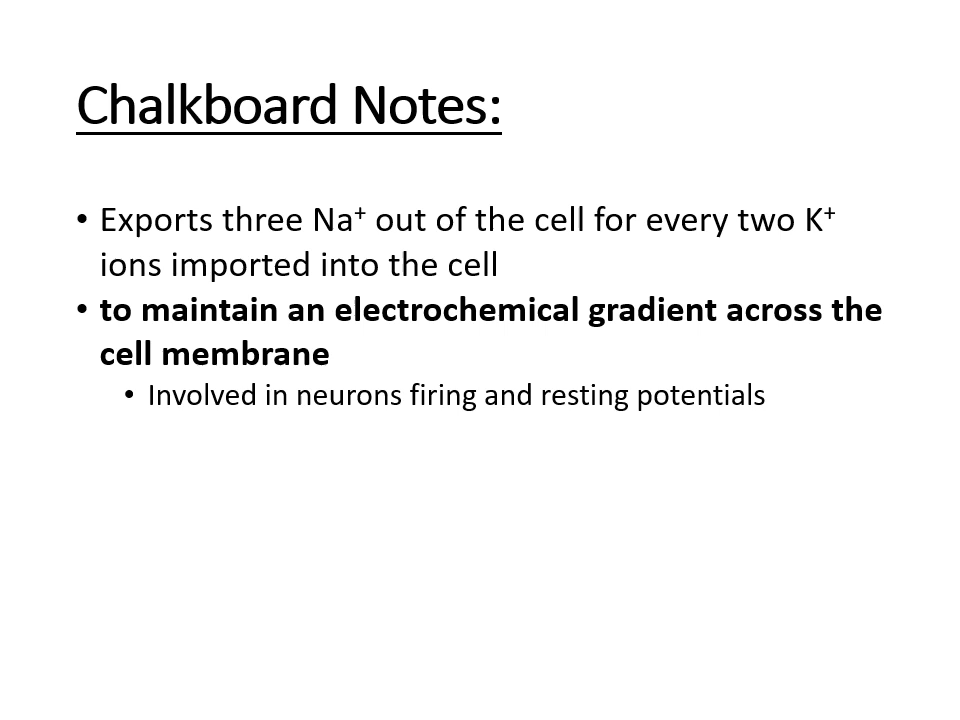 Chalkboard Notes:
• Exports three Na⁺ out of the cell for every two K⁺
ions imported into the cell
• to maintain an electrochemical gradient across the
cell membrane
• Involved in neurons firing and resting potentials